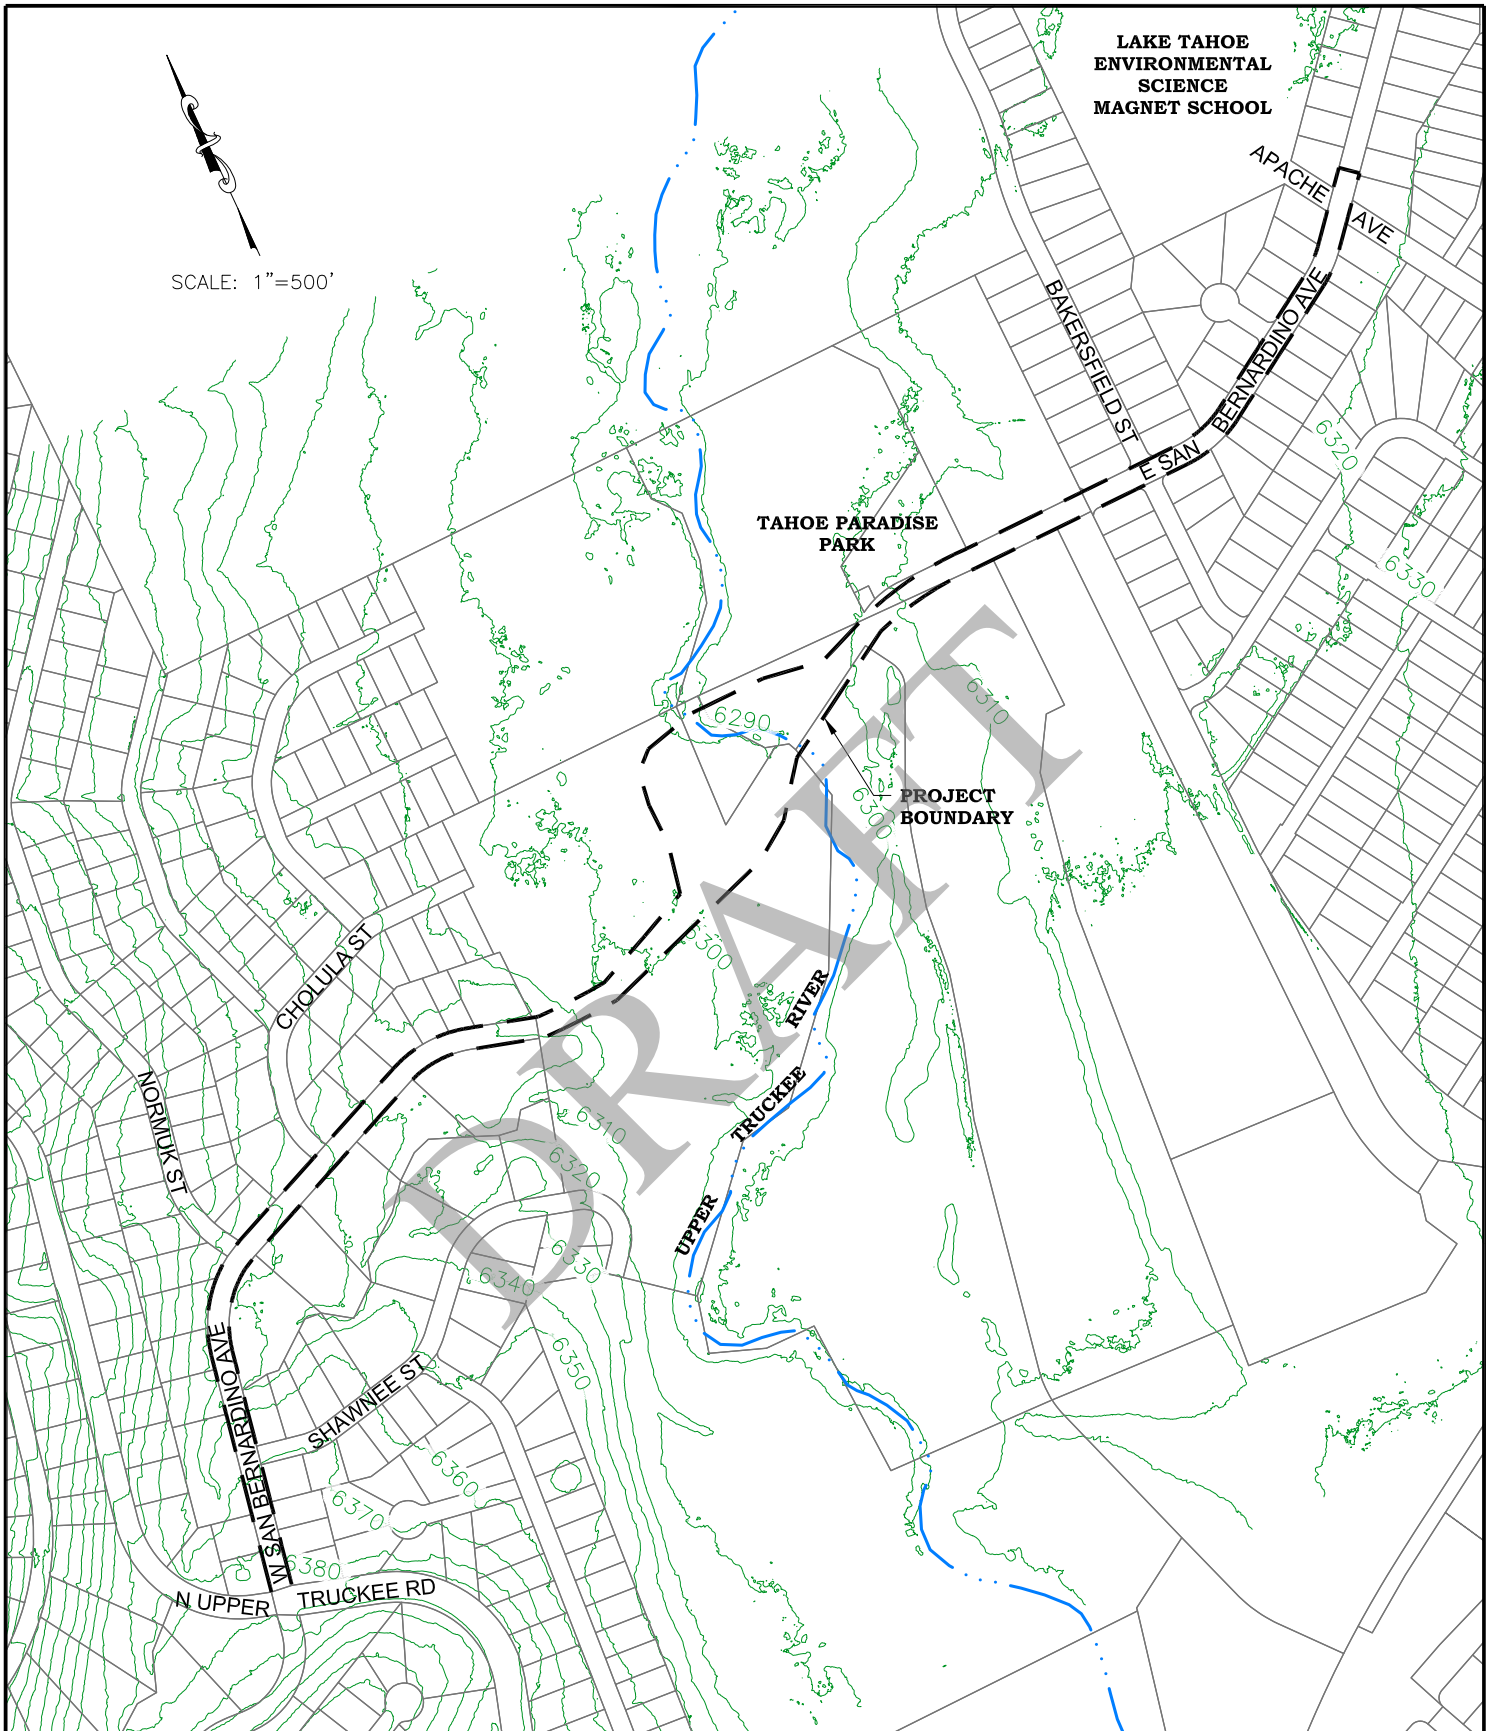 LAKE TAHOE
ENVIRONMENTAL
SCIENCE
MAGNET SCHOOL
APACHE
AVE
SCALE: 1"=500'
BAKERSFIELD ST
E SAN
BERNARDINO AVE
6320
6330
TAHOE PARADISE
PARK
6310
6290
PROJECT
BOUNDARY
6300
6300
DRAFT
CHOLULA ST
NORMUK ST
UPPER
TRUCKEE
RIVER
6310
6320
6330
6340
6350
SHAWNEE ST
6360
6370
6380
W SAN BERNARDINO AVE
N UPPER
TRUCKEE RD